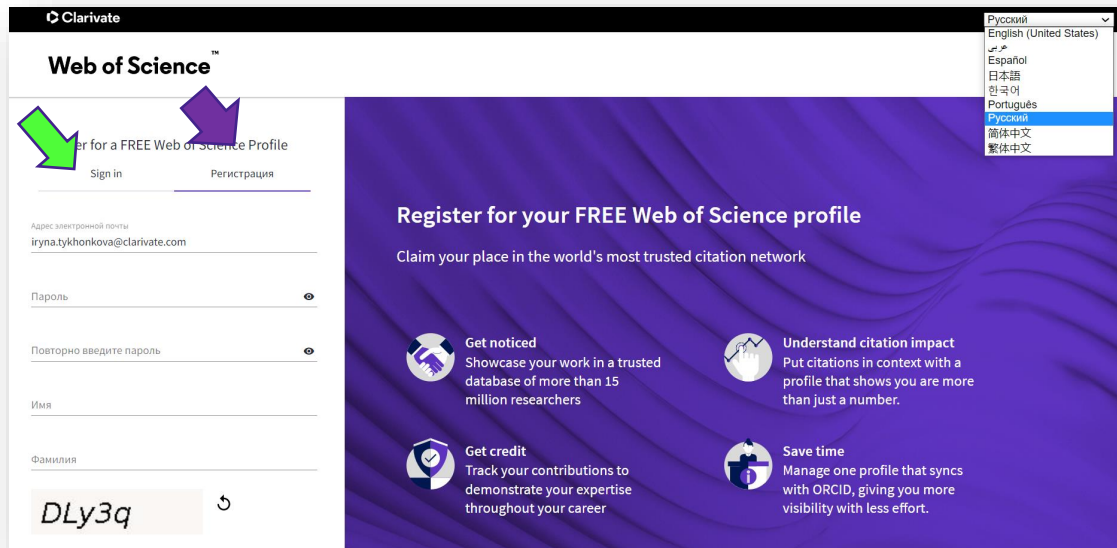 Clarivate
Русский
English (United States)
عربي
Español
日本語
한국어
Português
Русский
简体中文
繁体中文
Web of Science™
er for a FREE Web of Science Profile
Sign in
Регистрация
Адрес электронной почты
iryna.tykhonkova@clarivate.com
Пароль
Повторно введите пароль
Имя
Фамилия
DLy3q
Register for your FREE Web of Science profile
Claim your place in the world's most trusted citation network
Get noticed
Showcase your work in a trusted
database of more than 15
million researchers
Understand citation impact
Put citations in context with a
profile that shows you are more
than just a number.
Get credit
Track your contributions to
demonstrate your expertise
throughout your career
Save time
Manage one profile that syncs
with ORCID, giving you more
visibility with less effort.